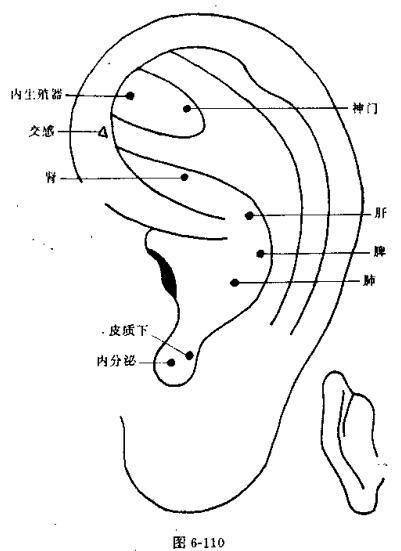 内生殖器
神门
交感
肾
肝
脾
肺
皮质下
内分泌
图 6-110